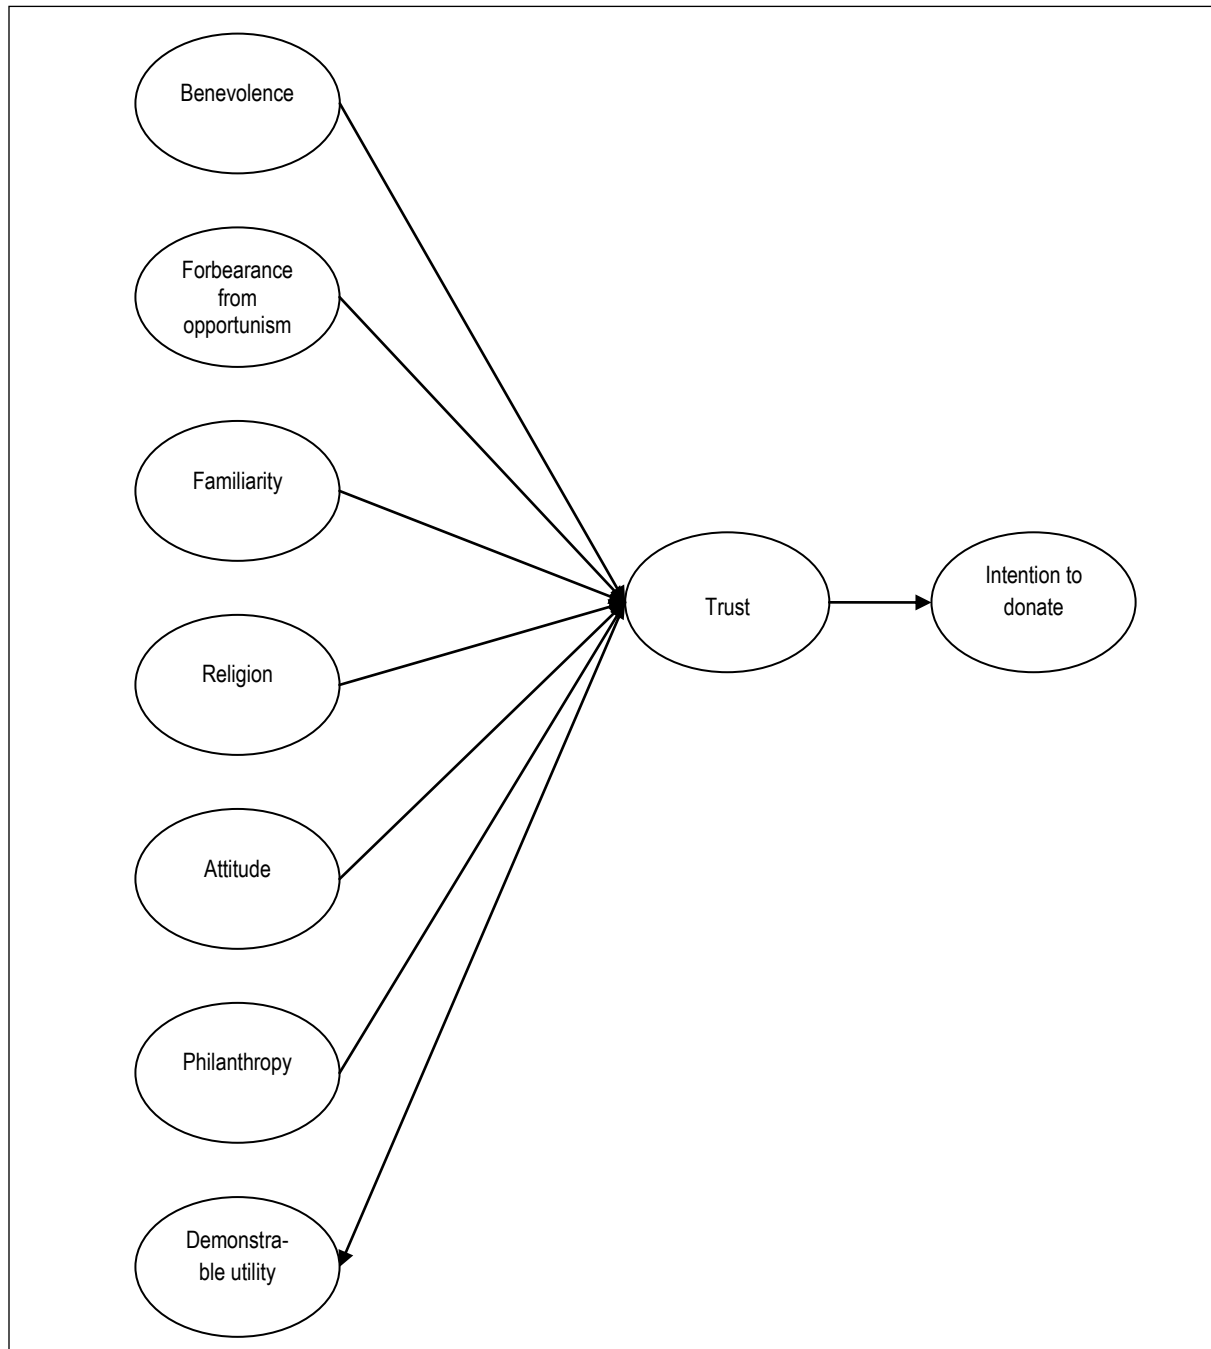 Benevolence
Forbearance
from
opportunism
Familiarity
Religion
Attitude
Philanthropy
Demonstra-
ble utility
Trust
Intention to
donate